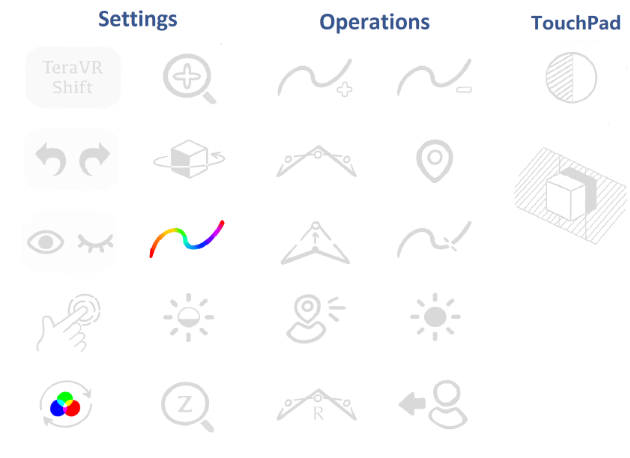 Settings
Operations
TouchPad
TeraVR
Shift
Z
R